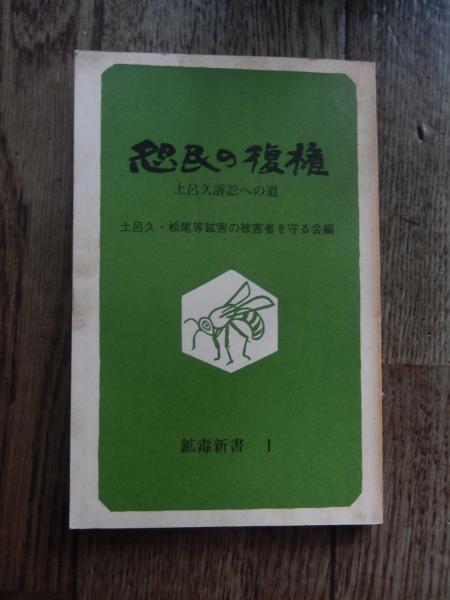 怨民の復権
土呂久訴訟への道
土呂久・松尾等鉱害の被害者を守る会編
鉱毒新書 1